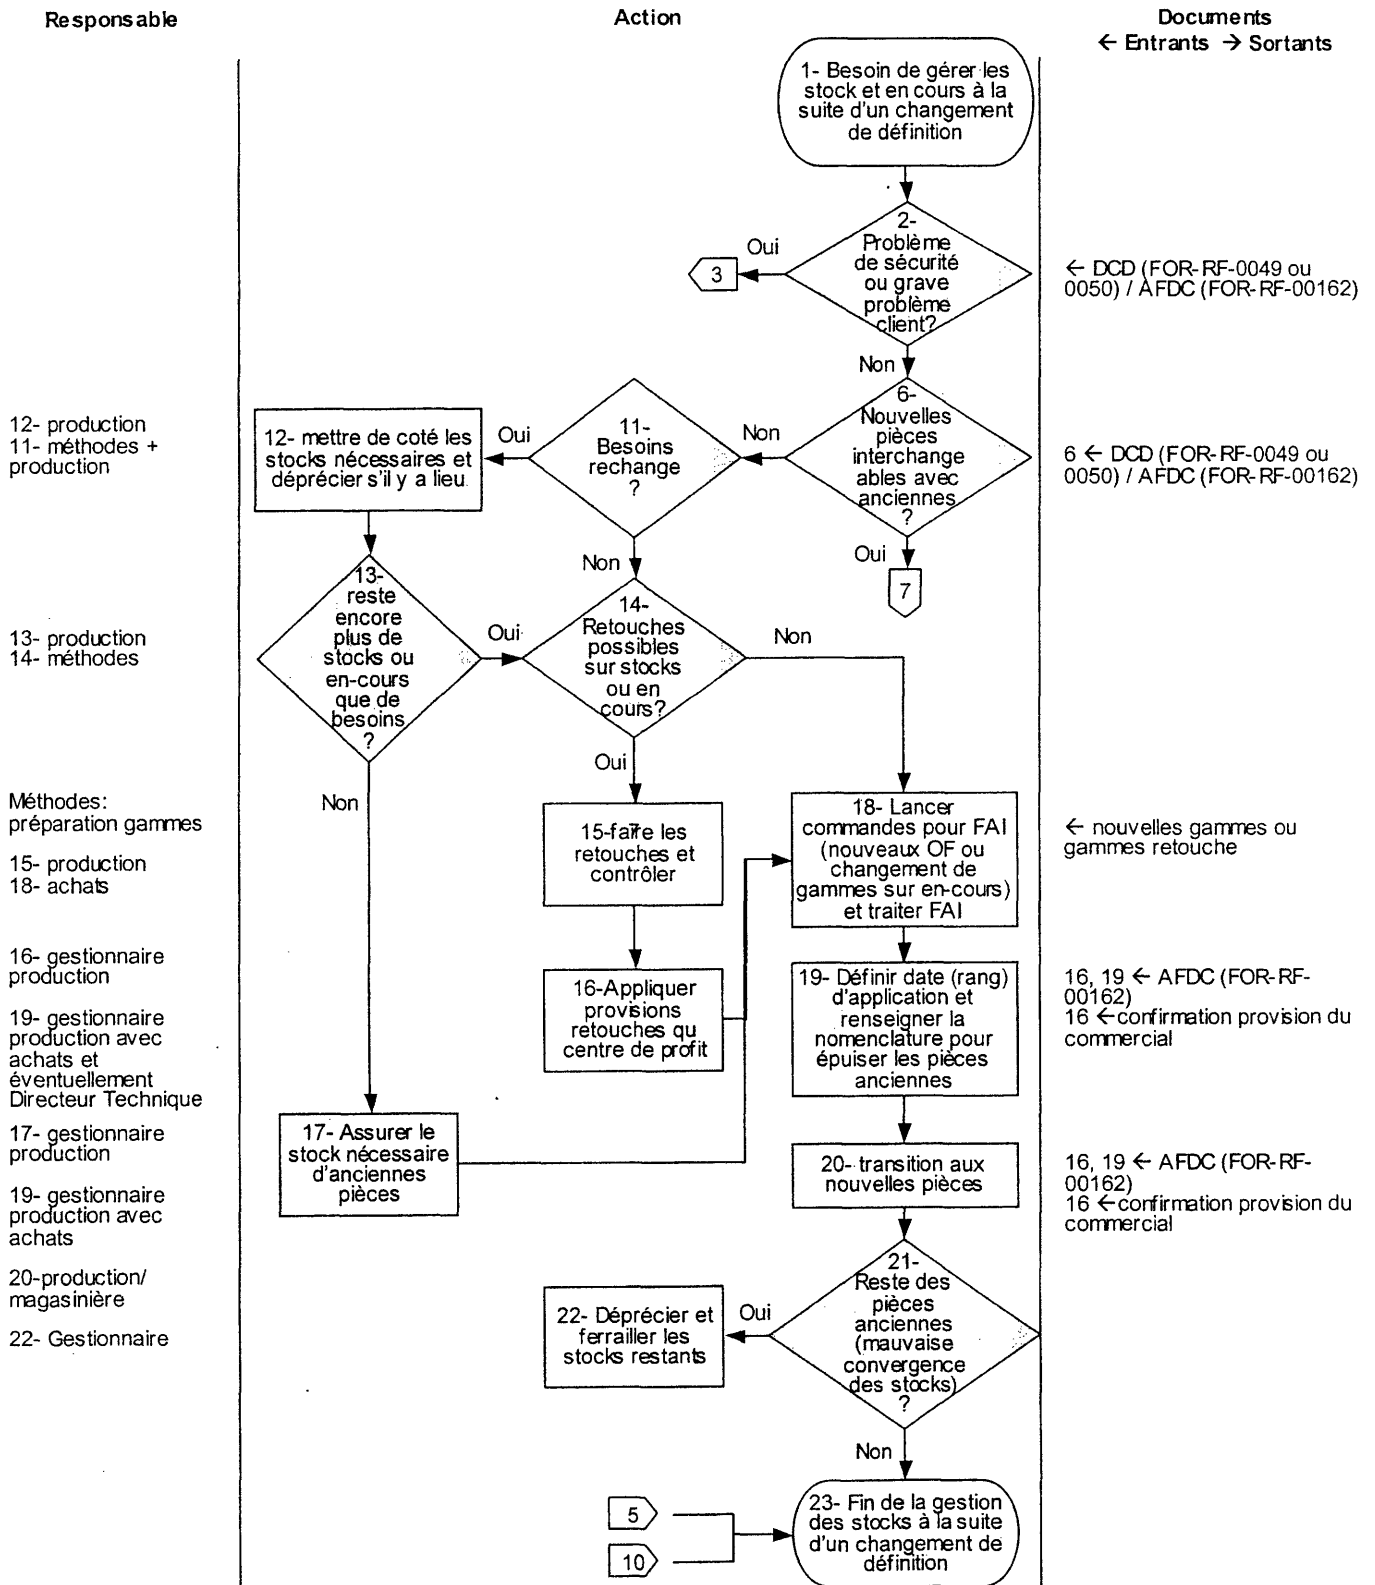 Responsable
Action
Documents
← Entrants → Sortants
1- Besoin de gérer les
stock et en cours à la
suite d'un changement
de définition
2-
Problème
de sécurité
ou grave
problème
client?
Oui
3
← DCD (FOR-RF-0049 ou
0050) / AFDC (FOR-RF-00162)
Non
6-
Nouvelles
pièces
interchange
ables avec
anciennes
?
Non
11-
Besoins
rechange
?
Oui
12- mettre de coté les
stocks nécessaires et
déprécier s'il y a lieu
12- production
11- méthodes +
production
6 ← DCD (FOR-RF-0049 ou
0050) / AFDC (FOR-RF-00162)
Oui
7
Non
13-
reste
encore
plus de
stocks ou
en-cours
que de
besoins
?
Oui
14-
Retouches
possibles
sur stocks
ou en
cours?
Non
13- production
14- méthodes
Oui
Non
Méthodes:
préparation gammes
15- production
18- achats
15-faire les
retouches et
contrôler
18- Lancer
commandes pour FAI
(nouveaux OF ou
changement de
gammes sur en-cours)
et traiter FAI
← nouvelles gammes ou
gammes retouche
16- gestionnaire
production
19- gestionnaire
production avec
achats et
éventuellement
Directeur Technique
16-Appliquer
provisions
retouches qu
centre de profit
19- Définir date (rang)
d'application et
renseigner la
nomenclature pour
épuiser les pièces
anciennes
16, 19 ← AFDC (FOR-RF-
00162)
16 ←confirmation provision du
commercial
17- gestionnaire
production
19- gestionnaire
production avec
achats
17- Assurer le
stock nécessaire
d'anciennes
pièces
20- transition aux
nouvelles pièces
16, 19 ← AFDC (FOR-RF-
00162)
16 ←confirmation provision du
commercial
20-production/
magasinière
22- Gestionnaire
22- Déprécier et
ferrailler les
stocks restants
Oui
21-
Reste des
pièces
anciennes
(mauvaise
convergence
des stocks)
?
Non
5
10
23- Fin de la gestion
des stocks à la suite
d'un changement de
définition